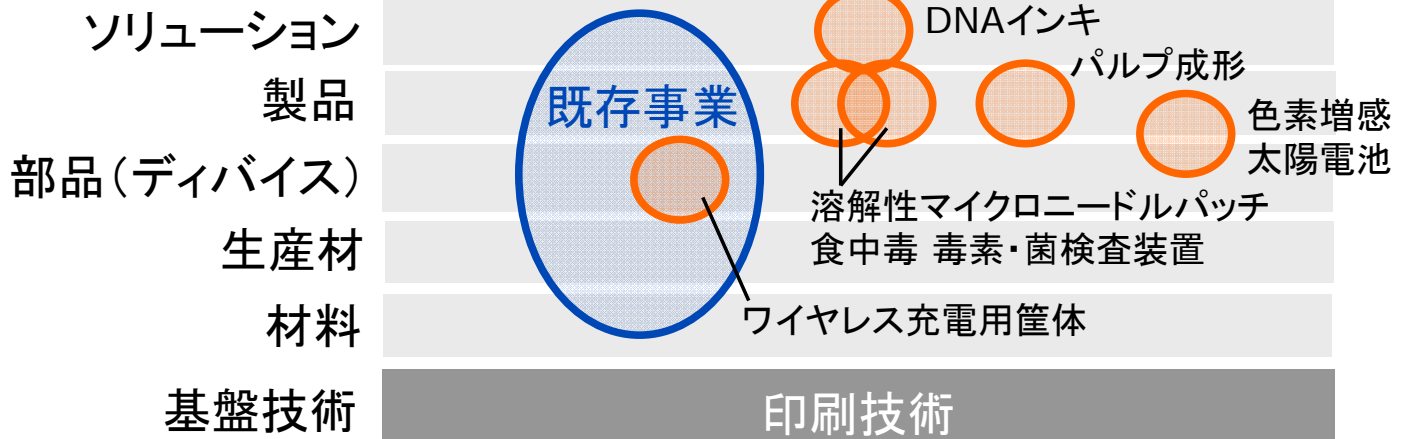 ソリューション
DNAインキ
パルプ成形
製品
既存事業
色素増感
太陽電池
部品(ディバイス)
溶解性マイクロニードルパッチ
生産材
食中毒 毒素・菌検査装置
材料
ワイヤレス充電用筐体
基盤技術
印刷技術